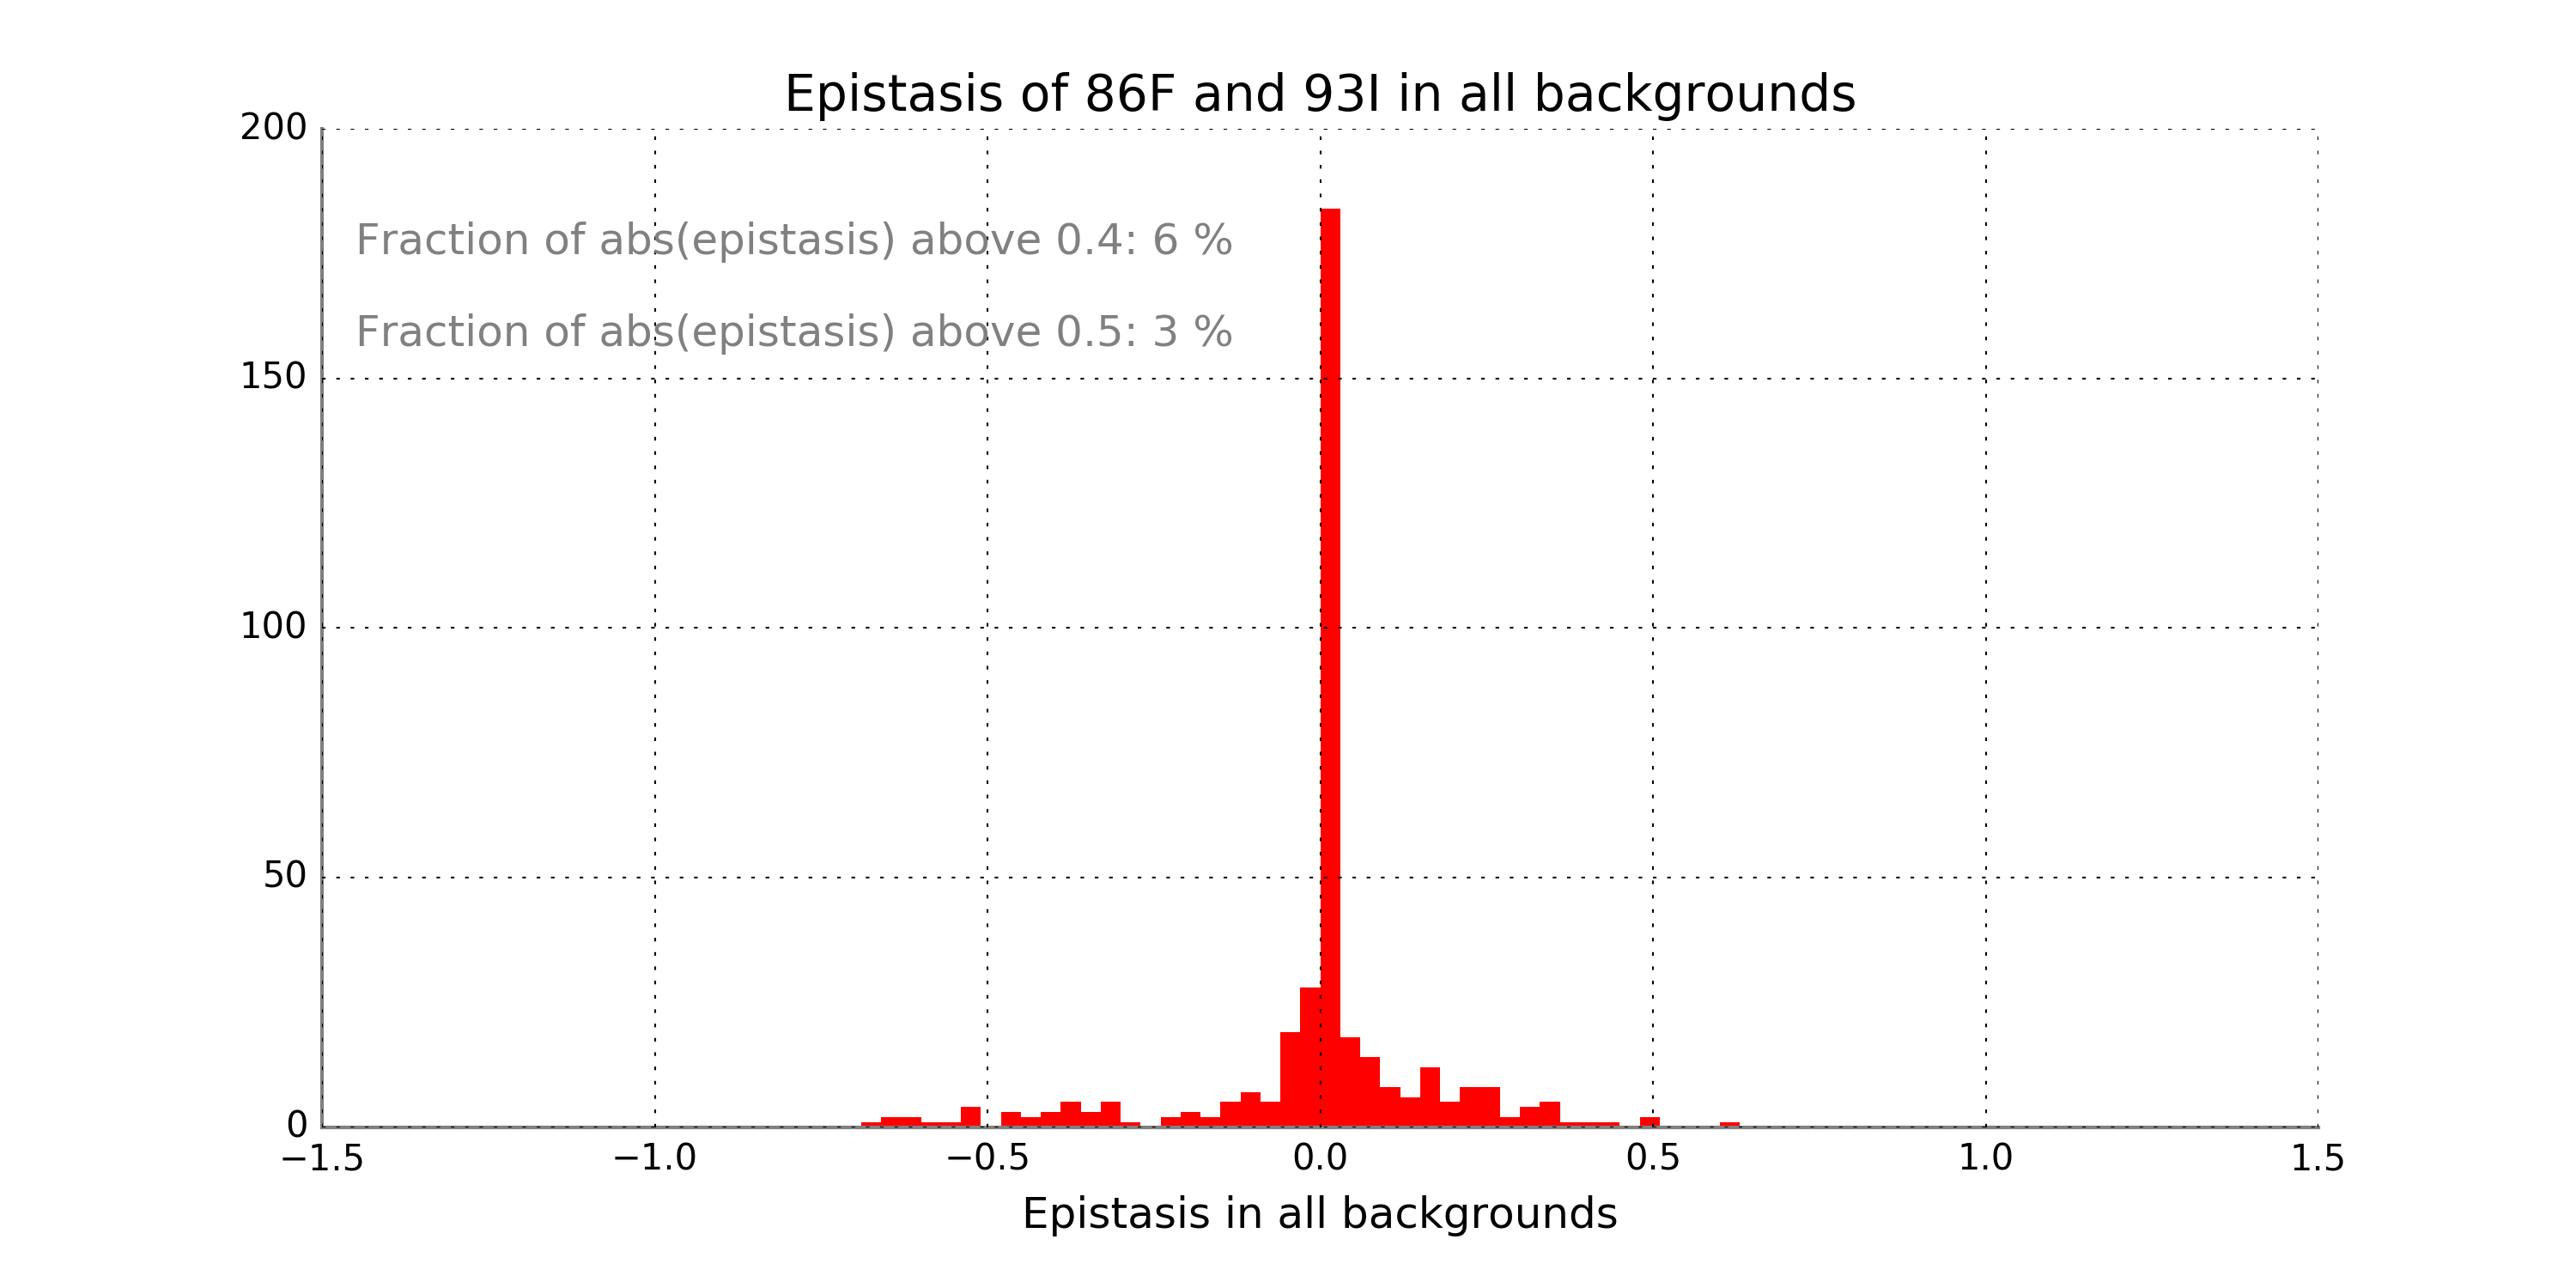 Epistasis of 86F and 93I in all backgrounds
200
Fraction of abs(epistasis) above 0.4: 6 %
Fraction of abs(epistasis) above 0.5: 3 %
150
100
50
0
−1.5 −1.0 −0.5 0.0 0.5 1.0 1.5
Epistasis in all backgrounds